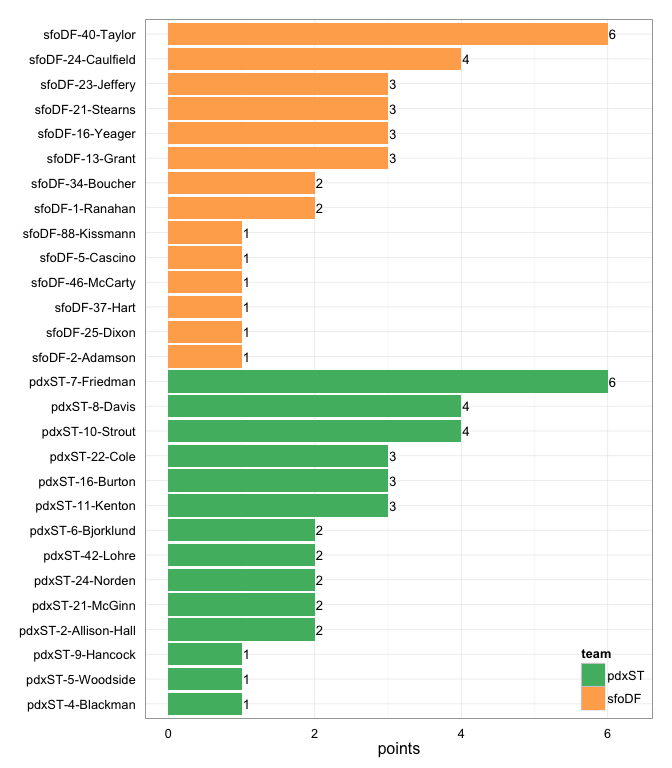 sfoDF-40-Taylor 6
sfoDF-24-Caulfield 4
sfoDF-23-Jeffery 3
sfoDF-21-Stearns 3
sfoDF-16-Yeager 3
sfoDF-13-Grant 3
sfoDF-34-Boucher 2
sfoDF-1-Ranahan 2
sfoDF-88-Kissmann 1
sfoDF-5-Cascino 1
sfoDF-46-McCarty 1
sfoDF-37-Hart 1
sfoDF-25-Dixon 1
sfoDF-2-Adamson 1
pdxST-7-Friedman 6
pdxST-8-Davis 4
pdxST-10-Strout 4
pdxST-22-Cole 3
pdxST-16-Burton 3
pdxST-11-Kenton 3
pdxST-6-Bjorklund 2
pdxST-42-Lohre 2
pdxST-24-Norden 2
pdxST-21-McGinn 2
pdxST-2-Allison-Hall 2
pdxST-9-Hancock 1
pdxST-5-Woodside 1
pdxST-4-Blackman 1
team
pdxST
sfoDF
0 2 4 6
points